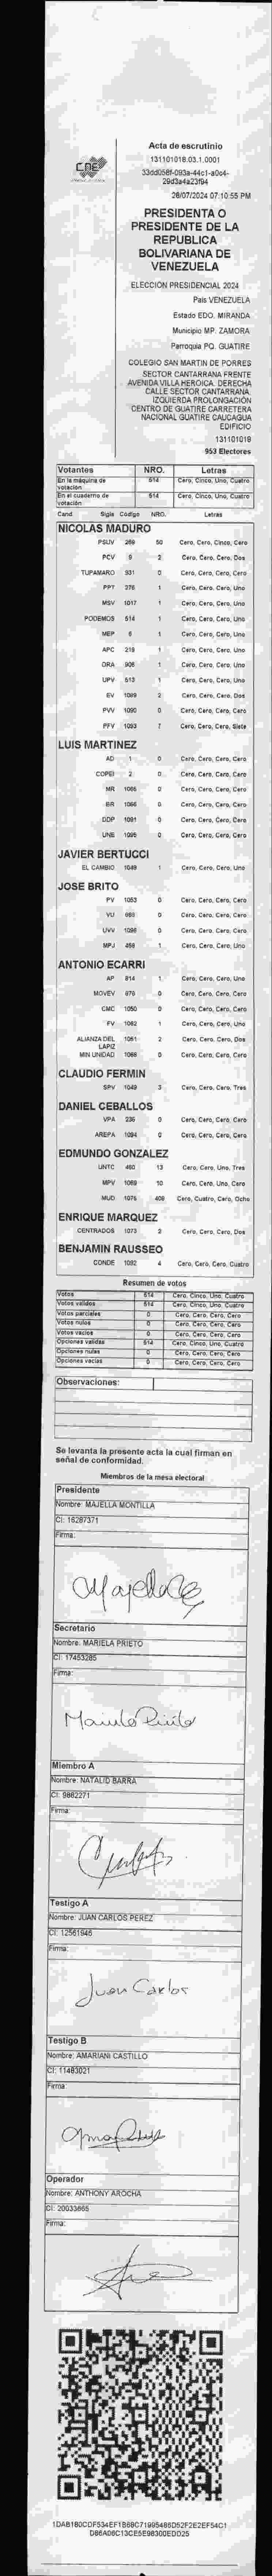 CNE
Acta de escrutinio
131101018.03.1.0001
33dd058f-093a-44c1-a0c4-
29d3a4a23f94
28/07/2024 07:10:55 PM
PRESIDENTA O
PRESIDENTE DE LA
REPUBLICA
BOLIVARIANA DE
VENEZUELA
ELECCIÓN PRESIDENCIAL 2024
País VENEZUELA
Estado EDO. MIRANDA
Municipio MP. ZAMORA
Parroquia PQ. GUATIRE
COLEGIO SAN MARTIN DE PORRES
SECTOR CANTARRANA FRENTE
AVENIDA VILLA HEROICA. DERECHA
CALLE SECTOR CANTARRANA.
IZQUIERDA PROLONGACIÓN
CENTRO DE GUATIRE CARRETERA
NACIONAL GUATIRE CAUCAGUA
EDIFICIO
131101018
953 Electores
Votantes NRO. Letras
En la máquina de votación: 514 Cero, Cinco, Uno, Cuatro
En el cuaderno de votación: 514 Cero, Cinco, Uno, Cuatro
Cand. Sigla Código NRO. Letras
NICOLAS MADURO
PSUV 269 50 Cero, Cero, Cinco, Cero
PCV 9 2 Cero, Cero, Cero, Dos
TUPAMARO 931 0 Cero, Cero, Cero, Cero
PPT 376 1 Cero, Cero, Cero, Uno
MSV 1017 1 Cero, Cero, Cero, Uno
PODEMOS 514 1 Cero, Cero, Cero, Uno
MEP 6 1 Cero, Cero, Cero, Uno
APC 218 1 Cero, Cero, Cero, Uno
ORA 906 1 Cero, Cero, Cero, Uno
UPV 513 1 Cero, Cero, Cero, Uno
EV 1089 2 Cero, Cero, Cero, Dos
PVV 1090 0 Cero, Cero, Cero, Cero
PFV 1093 7 Cero, Cero, Cero, Siete
LUIS MARTINEZ
AD 1 0 Cero, Cero, Cero, Cero
COPEI 2 0 Cero, Cero, Cero, Cero
MR 1085 0 Cero, Cero, Cero, Cero
BR 1066 0 Cero, Cero, Cero, Cero
DDP 1091 0 Cero, Cero, Cero, Cero
UNE 1095 0 Cero, Cero, Cero, Cero
JAVIER BERTUCCI
EL CAMBIO 1049 1 Cero, Cero, Cero, Uno
JOSE BRITO
PV 1053 0 Cero, Cero, Cero, Cero
VU 0 Cero, Cero, Cero, Cero
UVV 1098 0 Cero, Cero, Cero, Cero
MPJ 458 1 Cero, Cero, Cero, Uno
ANTONIO ECARRI
AP 814 1 Cero, Cero, Cero, Uno
MOVEV 976 0 Cero, Cero, Cero, Cero
CMC 1050 0 Cero, Cero, Cero, Cero
FV 1062 1 Cero, Cero, Cero, Uno
ALIANZA DEL LAPIZ 1061 2 Cero, Cero, Cero, Dos
MIN UNIDAD 1068 0 Cero, Cero, Cero, Cero
CLAUDIO FERMIN
SPV 1048 3 Cero, Cero, Cero, Tres
DANIEL CEBALLOS
VPA 236 0 Cero, Cero, Cero, Cero
AREPA 1094 0 Cero, Cero, Cero, Cero
EDMUNDO GONZALEZ
UNTC 460 13 Cero, Cero, Uno, Tres
MPV 1069 10 Cero, Cero, Uno, Cero
MUD 1075 408 Cero, Cuatro, Cero, Ocho
ENRIQUE MARQUEZ
CENTRADOS 1073 2 Cero, Cero, Cero, Dos
BENJAMIN RAUSSEO
CONDE 1092 4 Cero, Cero, Cero, Cuatro
Resumen de votos
Votos 514 Cero, Cinco, Uno, Cuatro
Votos validos 514 Cero, Cinco, Uno, Cuatro
Votos parciales 0 Cero, Cero, Cero, Cero
Votos nulos 0 Cero, Cero, Cero, Cero
Votos vacios 0 Cero, Cero, Cero, Cero
Opciones validas 514 Cero, Cinco, Uno, Cuatro
Opciones nulas 0 Cero, Cero, Cero, Cero
Opciones vacias 0 Cero, Cero, Cero, Cero
Observaciones:
Se levanta la presente acta la cual firman en
señal de conformidad.
Miembros de la mesa electoral
Presidente
Nombre: MAJELLA MONTILLA
CI: 16287371
Firma:
Secretario
Nombre: MARIELA PRIETO
CI: 17453285
Firma:
Miembro A
Nombre: NATALID BARRA
CI: 9862271
Firma:
Testigo A
Nombre: JUAN CARLOS PEREZ
CI: 12561946
Firma:
Juan Carlos
Testigo B
Nombre: AMARIANI CASTILLO
CI: 11483021
Firma:
Operador
Nombre: ANTHONY AROCHA
CI: 20033665
Firma:
1DAB180CDF534EF1B68C71995486D52F2E2EF54C1
D86A06C13CE5E98300EDD25